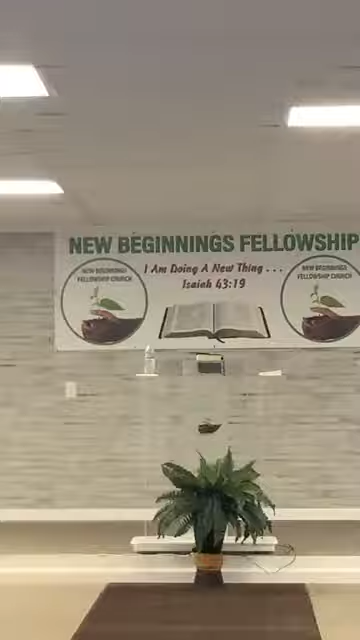 NEW BEGINNINGS FELLOWSHIP
NEW BEGINNINGS
FELLOWSHIP CHURCH
I Am Doing A New Thing . . .
Isaiah 43:19
NEW BEGINNINGS
FELLOWSHIP CHURCH